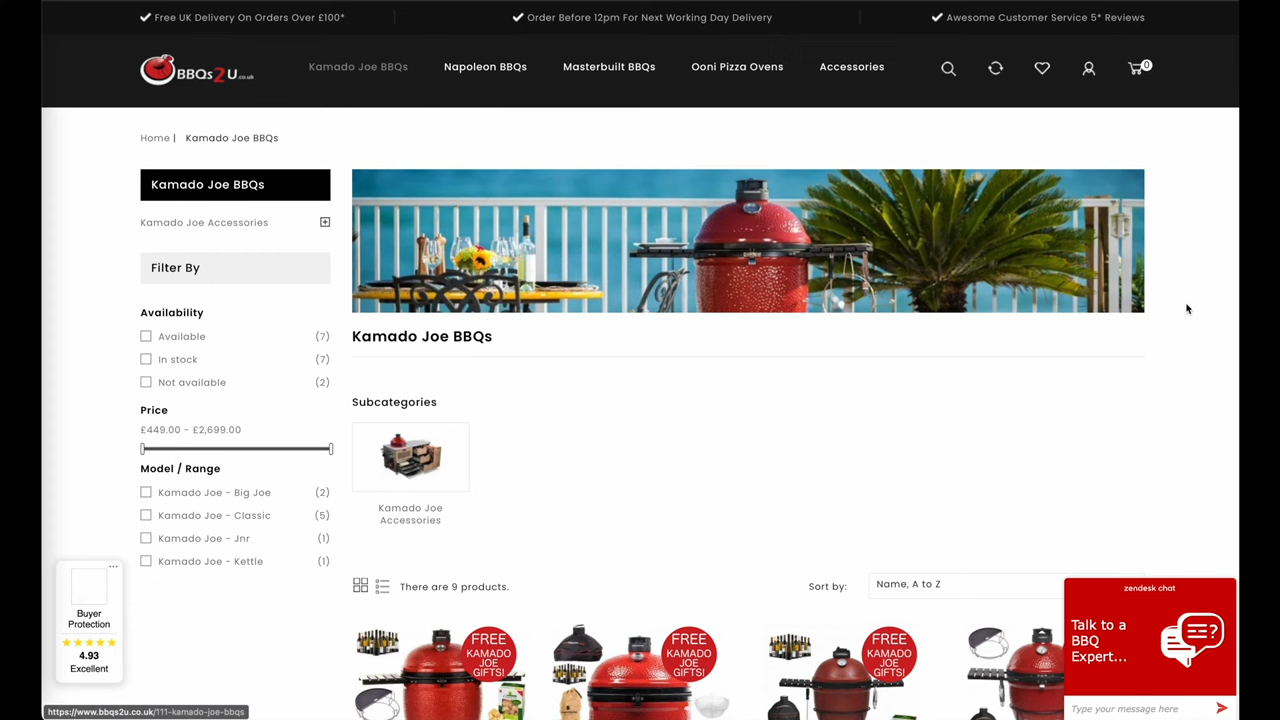 Free UK Delivery On Orders Over £100*
Order Before 12pm For Next Working Day Delivery
Awesome Customer Service 5* Reviews
BBQs2U.co.uk
Kamado Joe BBQs
Napoleon BBQs
Masterbuilt BBQs
Ooni Pizza Ovens
Accessories
0
Home | Kamado Joe BBQs
Kamado Joe BBQs
Kamado Joe Accessories
Filter By
Availability
Available (7)
In stock (7)
Not available (2)
Price
£449.00 - £2,699.00
Model / Range
Kamado Joe - Big Joe (2)
Kamado Joe - Classic (5)
Kamado Joe - Jnr (1)
Kamado Joe - Kettle (1)
Kamado Joe BBQs
Subcategories
Kamado Joe
Accessories
There are 9 products.
Sort by:
Name, A to Z
FREE
KAMADO
JOE
GIFTS!
FREE
KAMADO
JOE
GIFTS!
FREE
KAMADO
JOE
GIFTS!
Buyer
Protection
4.93
Excellent
zendesk chat
Talk to a
BBQ
Expert...
Type your message here
https://www.bbqs2u.co.uk/111-kamado-joe-bbqs